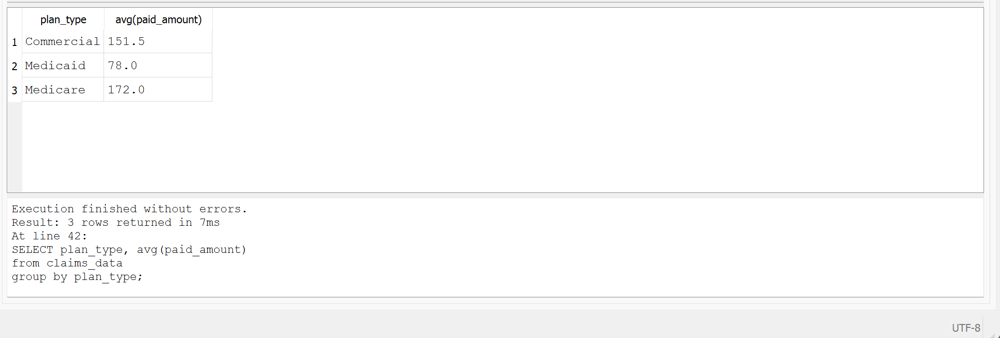 plan_type avg(paid_amount)
1 Commercial 151.5
2 Medicaid 78.0
3 Medicare 172.0
Execution finished without errors.
Result: 3 rows returned in 7ms
At line 42:
SELECT plan_type, avg(paid_amount)
from claims_data
group by plan_type;
UTF-8